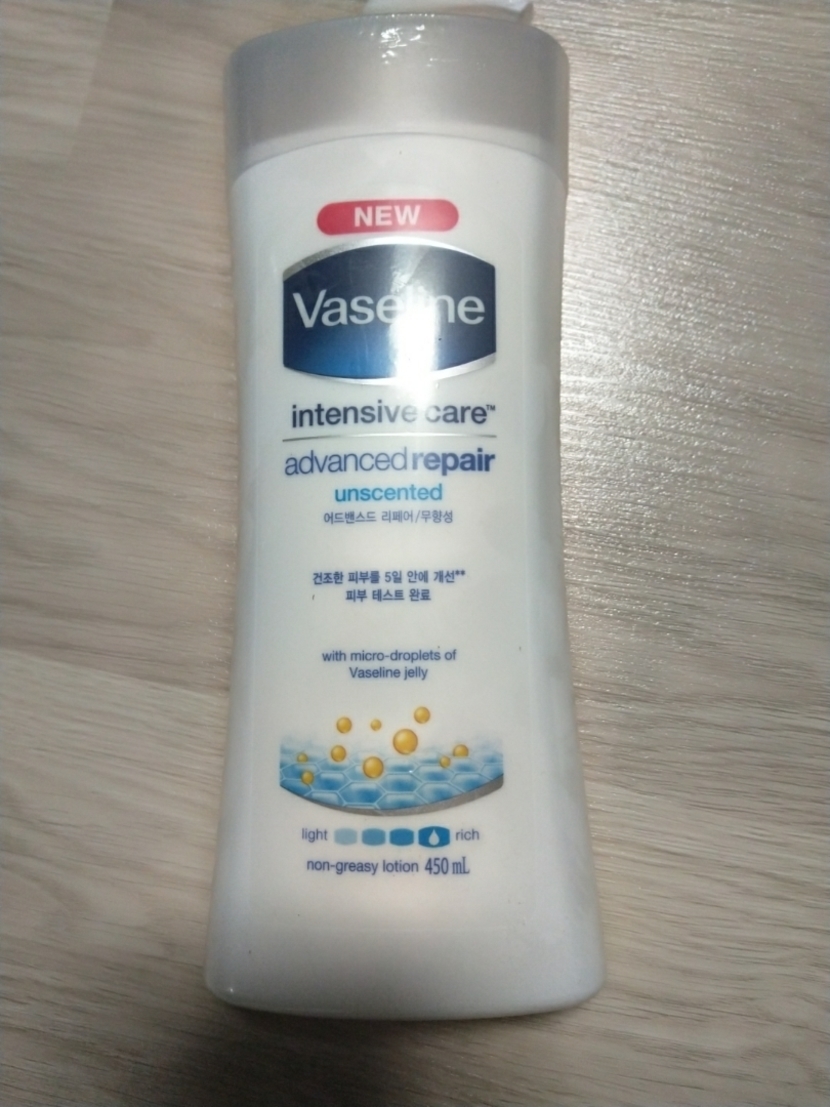 NEW
Vaseline
intensive care™
advanced repair
unscented
어드밴스드 리페어/무향성
건조한 피부를 5일 안에 개선**
피부 테스트 완료
with micro-droplets of
Vaseline jelly
light rich
non-greasy lotion 450 mL